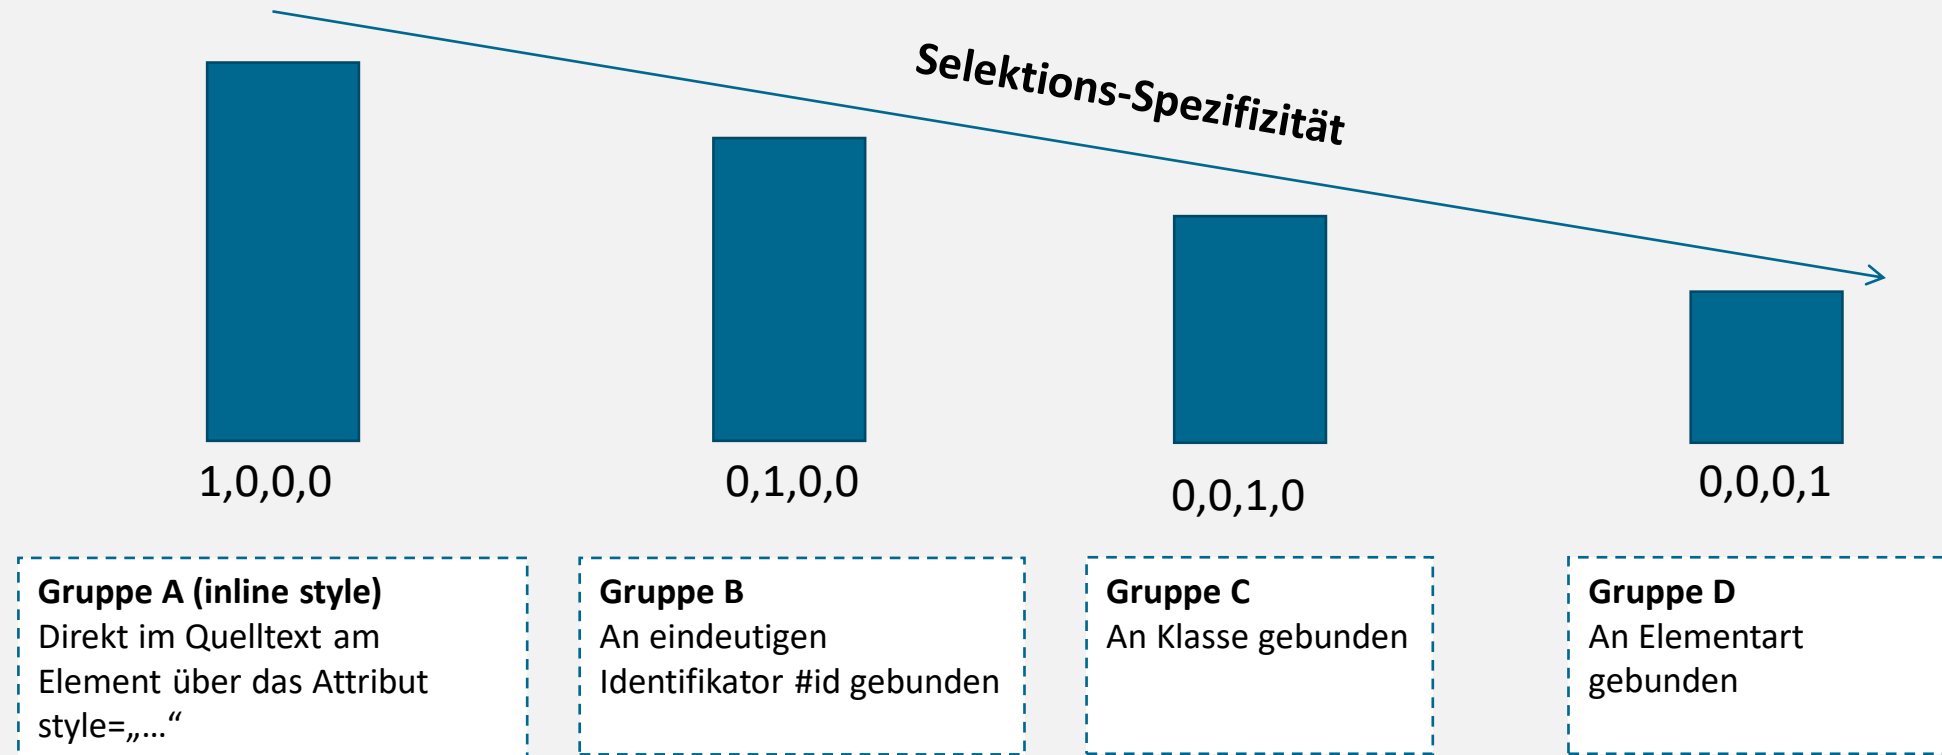 Selektions-Spezifizität
1,0,0,0
0,1,0,0
0,0,1,0
0,0,0,1
Gruppe A (inline style)
Direkt im Quelltext am
Element über das Attribut
style=„…“
Gruppe B
An eindeutigen
Identifikator #id gebunden
Gruppe C
An Klasse gebunden
Gruppe D
An Elementart
gebunden